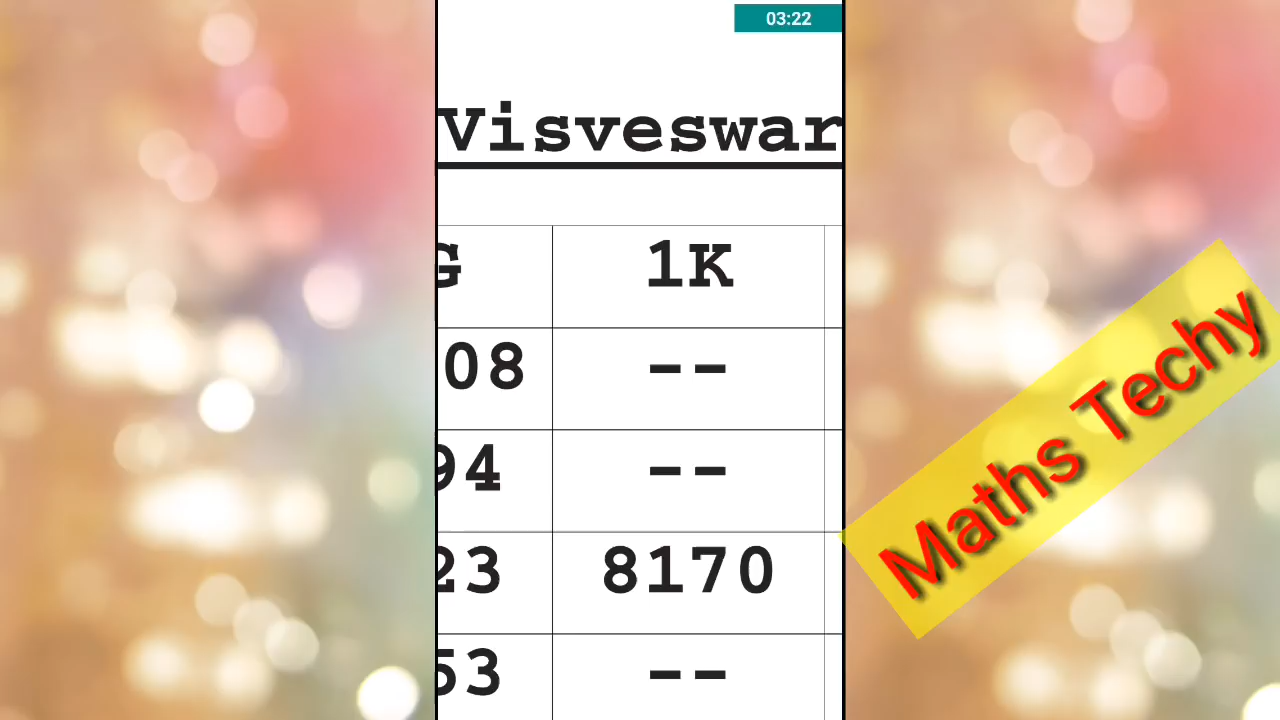 03:22
Visveswar
G 1K
08 --
94 --
23 8170
53 --
Maths Techy